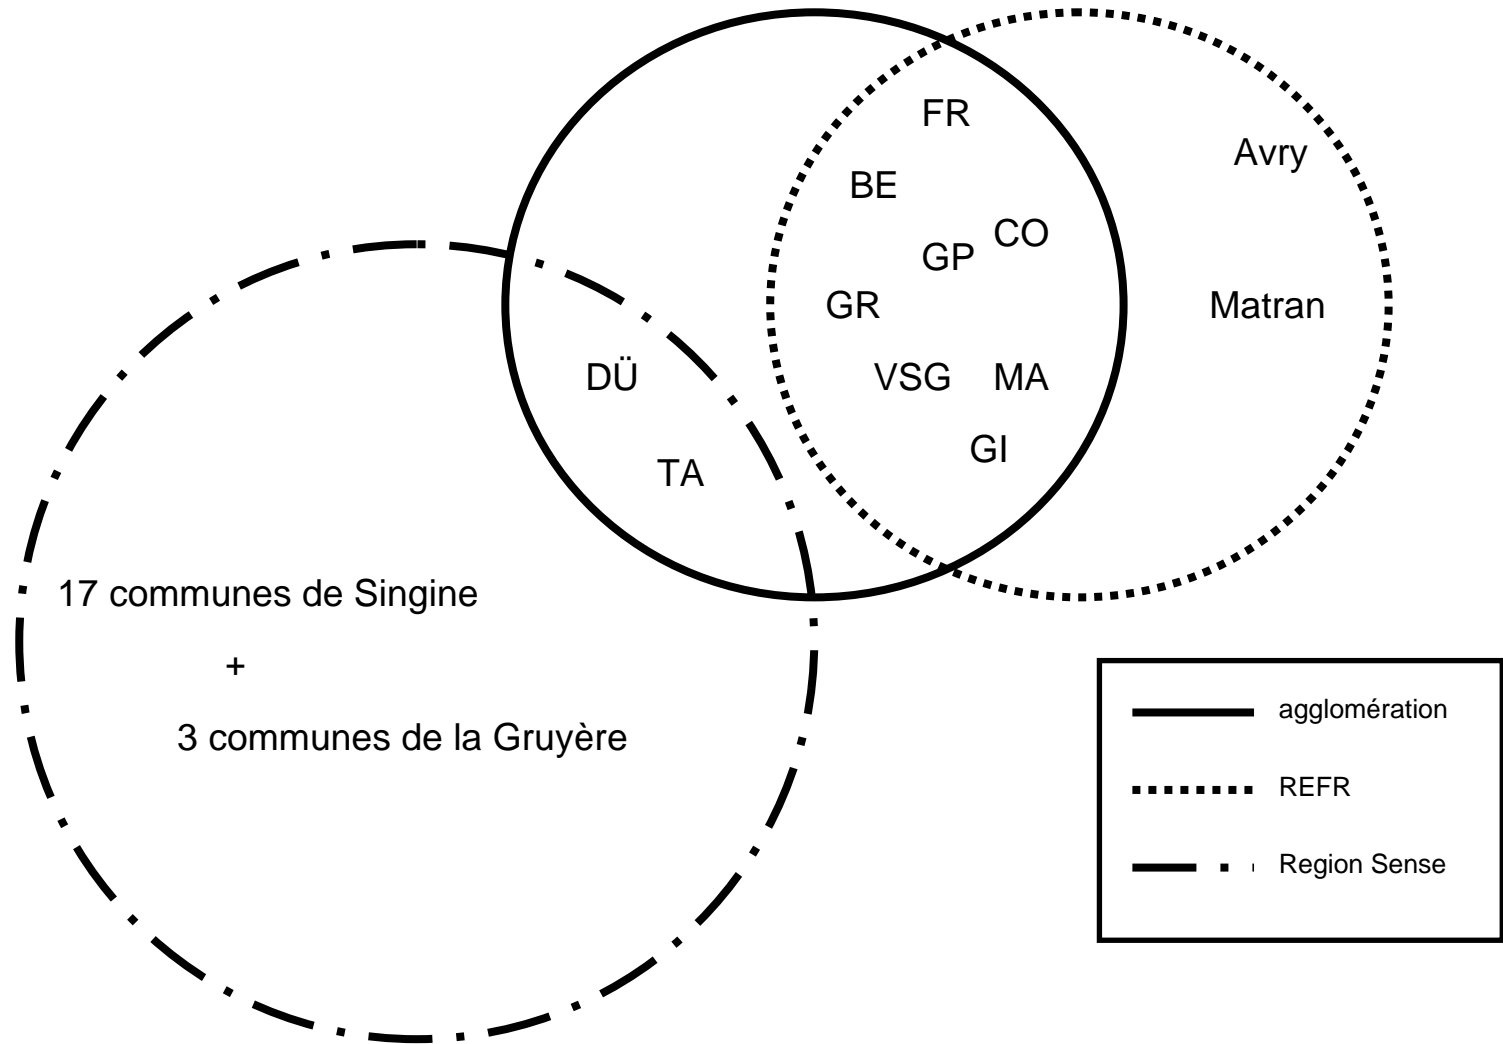 FR
Avry
BE
CO
GP
GR
Matran
DÜ
VSG
MA
GI
TA
17 communes de Singine
+
3 communes de la Gruyère
agglomération
REFR
Region Sense